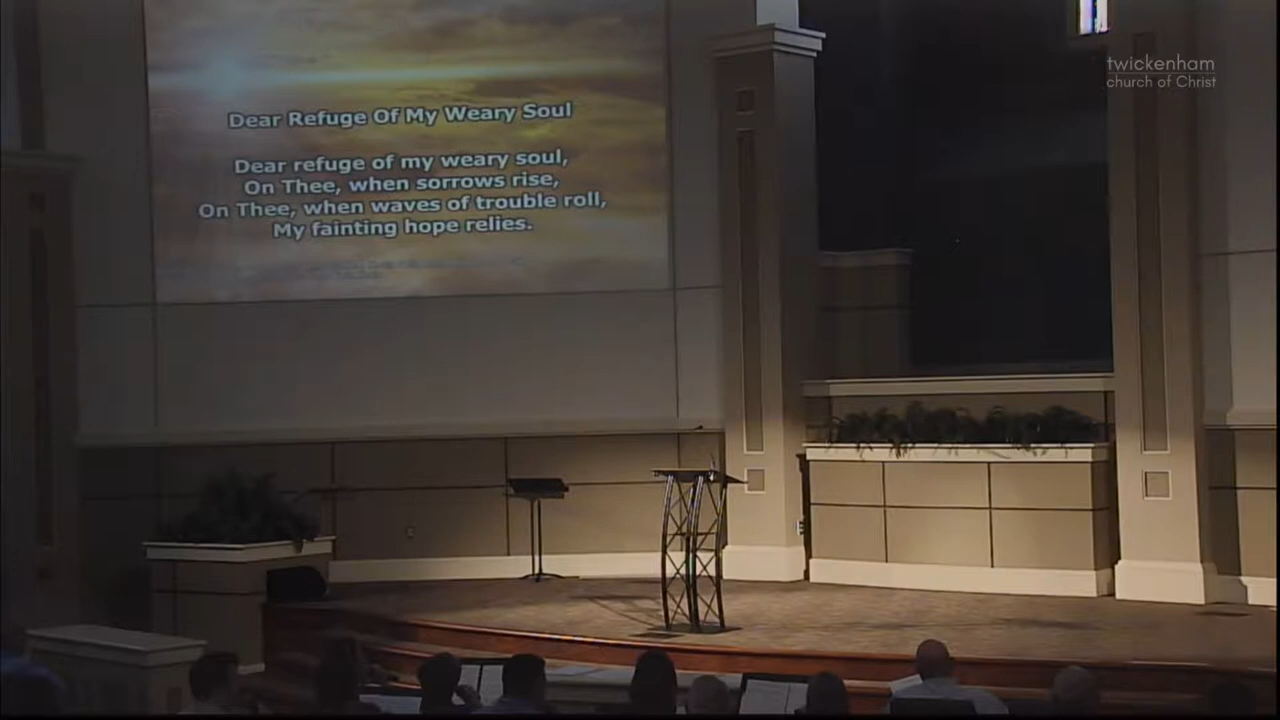 twickenham
church of Christ
Dear Refuge Of My Weary Soul
Dear refuge of my weary soul,
On Thee, when sorrows rise,
On Thee, when waves of trouble roll,
My fainting hope relies.